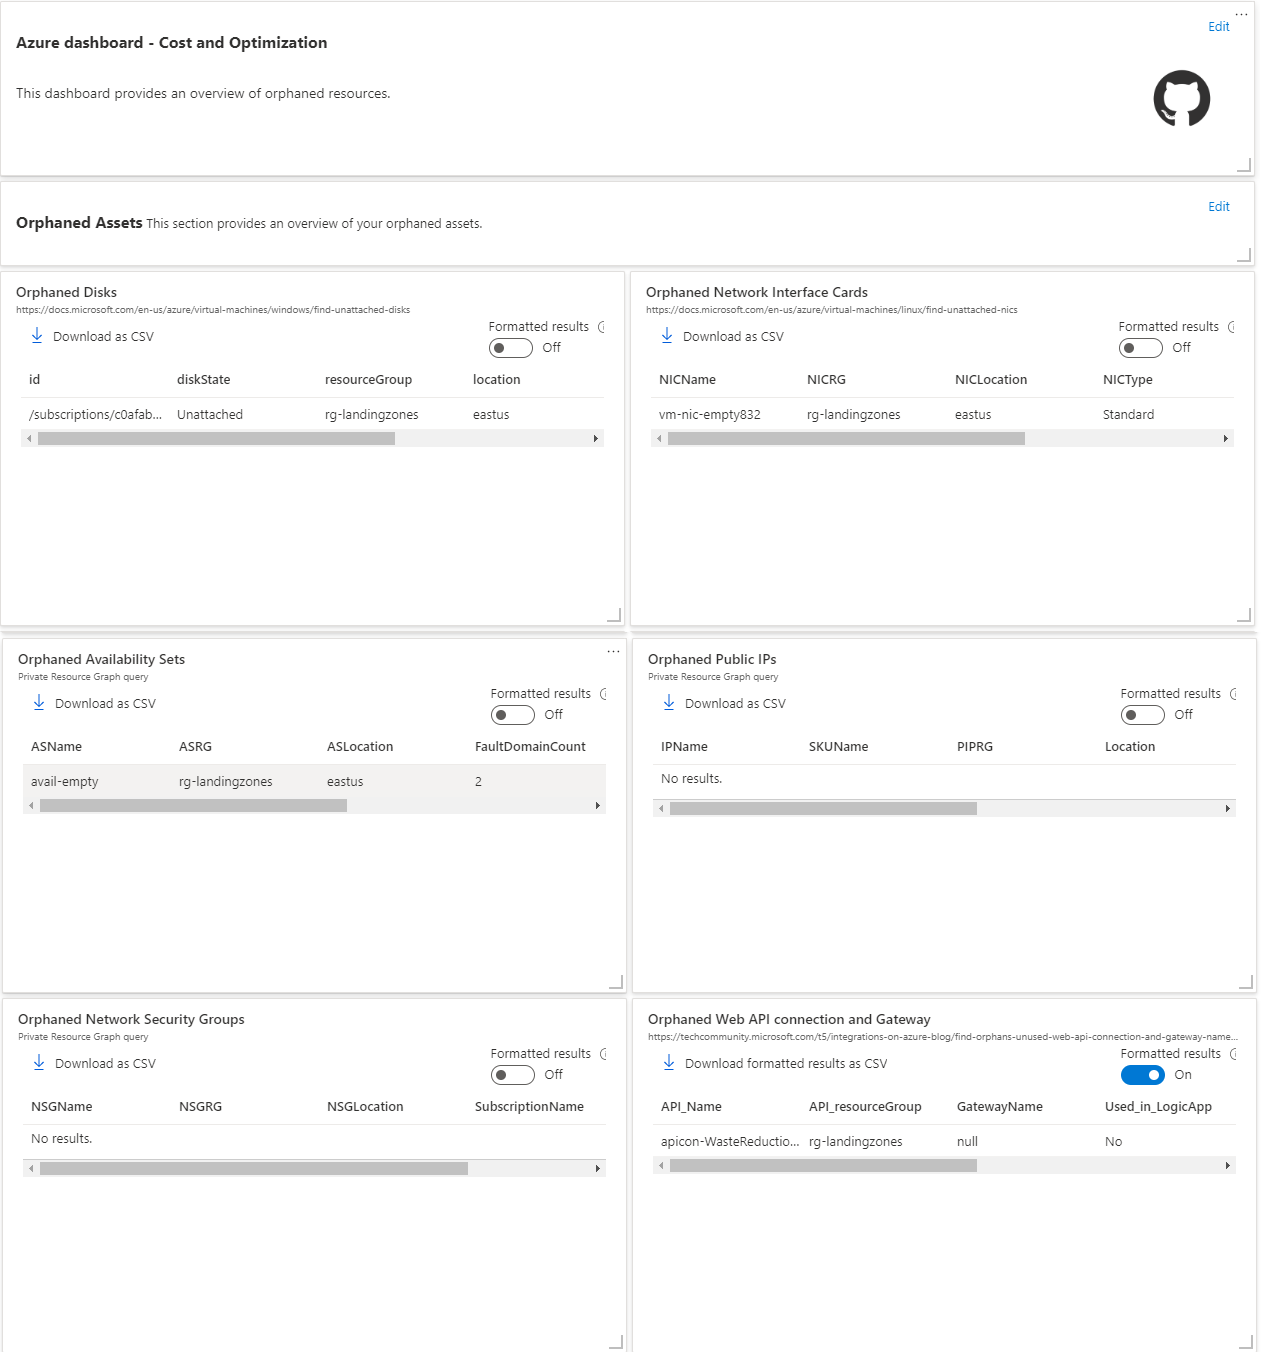 Edit
Azure dashboard - Cost and Optimization
This dashboard provides an overview of orphaned resources.
Edit
Orphaned Assets This section provides an overview of your orphaned assets.
Orphaned Disks
https://docs.microsoft.com/en-us/azure/virtual-machines/windows/find-unattached-disks
Formatted results
Download as CSV
Off
id diskState resourceGroup location
/subscriptions/c0afab... Unattached rg-landingzones eastus
Orphaned Network Interface Cards
https://docs.microsoft.com/en-us/azure/virtual-machines/linux/find-unattached-nics
Formatted results
Download as CSV
Off
NICName NICRG NICLocation NICType
vm-nic-empty832 rg-landingzones eastus Standard
Orphaned Availability Sets
Private Resource Graph query
Formatted results
Download as CSV
Off
ASName ASRG ASLocation FaultDomainCount
avail-empty rg-landingzones eastus 2
Orphaned Public IPs
Private Resource Graph query
Formatted results
Download as CSV
Off
IPName SKUName PIPRG Location
No results.
Orphaned Network Security Groups
Private Resource Graph query
Formatted results
Download as CSV
Off
NSGName NSGRG NSGLocation SubscriptionName
No results.
Orphaned Web API connection and Gateway
https://techcommunity.microsoft.com/t5/integrations-on-azure-blog/find-orphans-unused-web-api-connection-and-gateway-name...
Formatted results
Download formatted results as CSV
On
API_Name API_resourceGroup GatewayName Used_in_LogicApp
apicon-WasteReductio... rg-landingzones null No